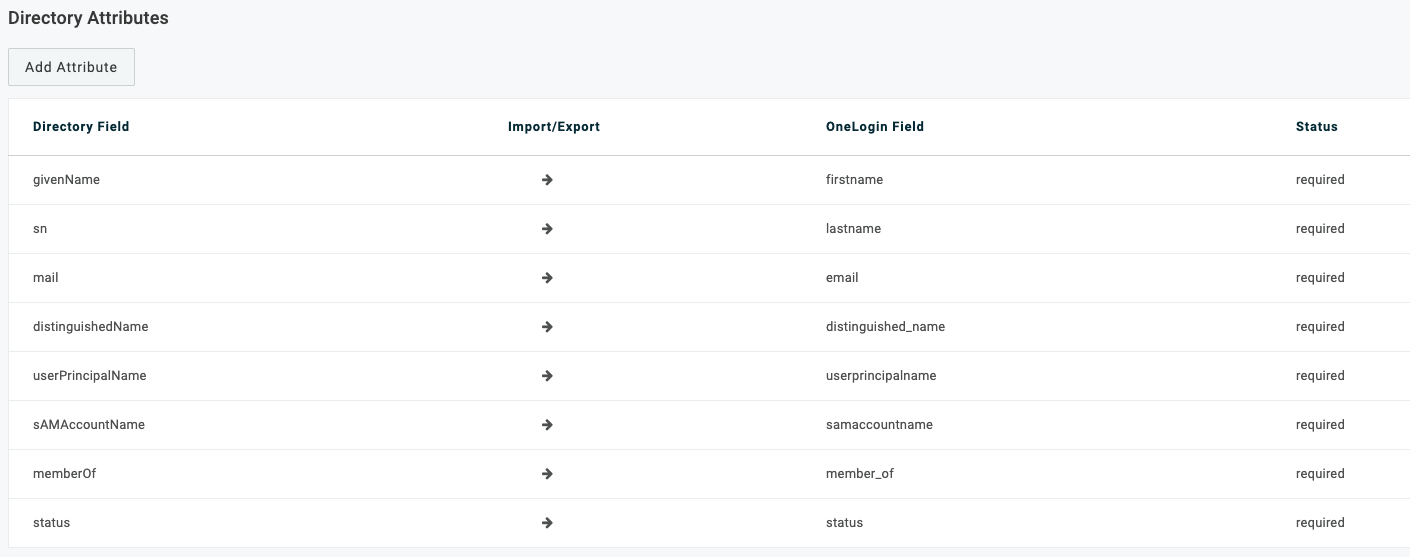 Directory Attributes
Add Attribute
Directory Field Import/Export OneLogin Field Status
givenName firstname required
sn lastname required
mail email required
distinguishedName distinguished_name required
userPrincipalName userprincipalname required
sAMAccountName samaccountname required
memberOf member_of required
status status required